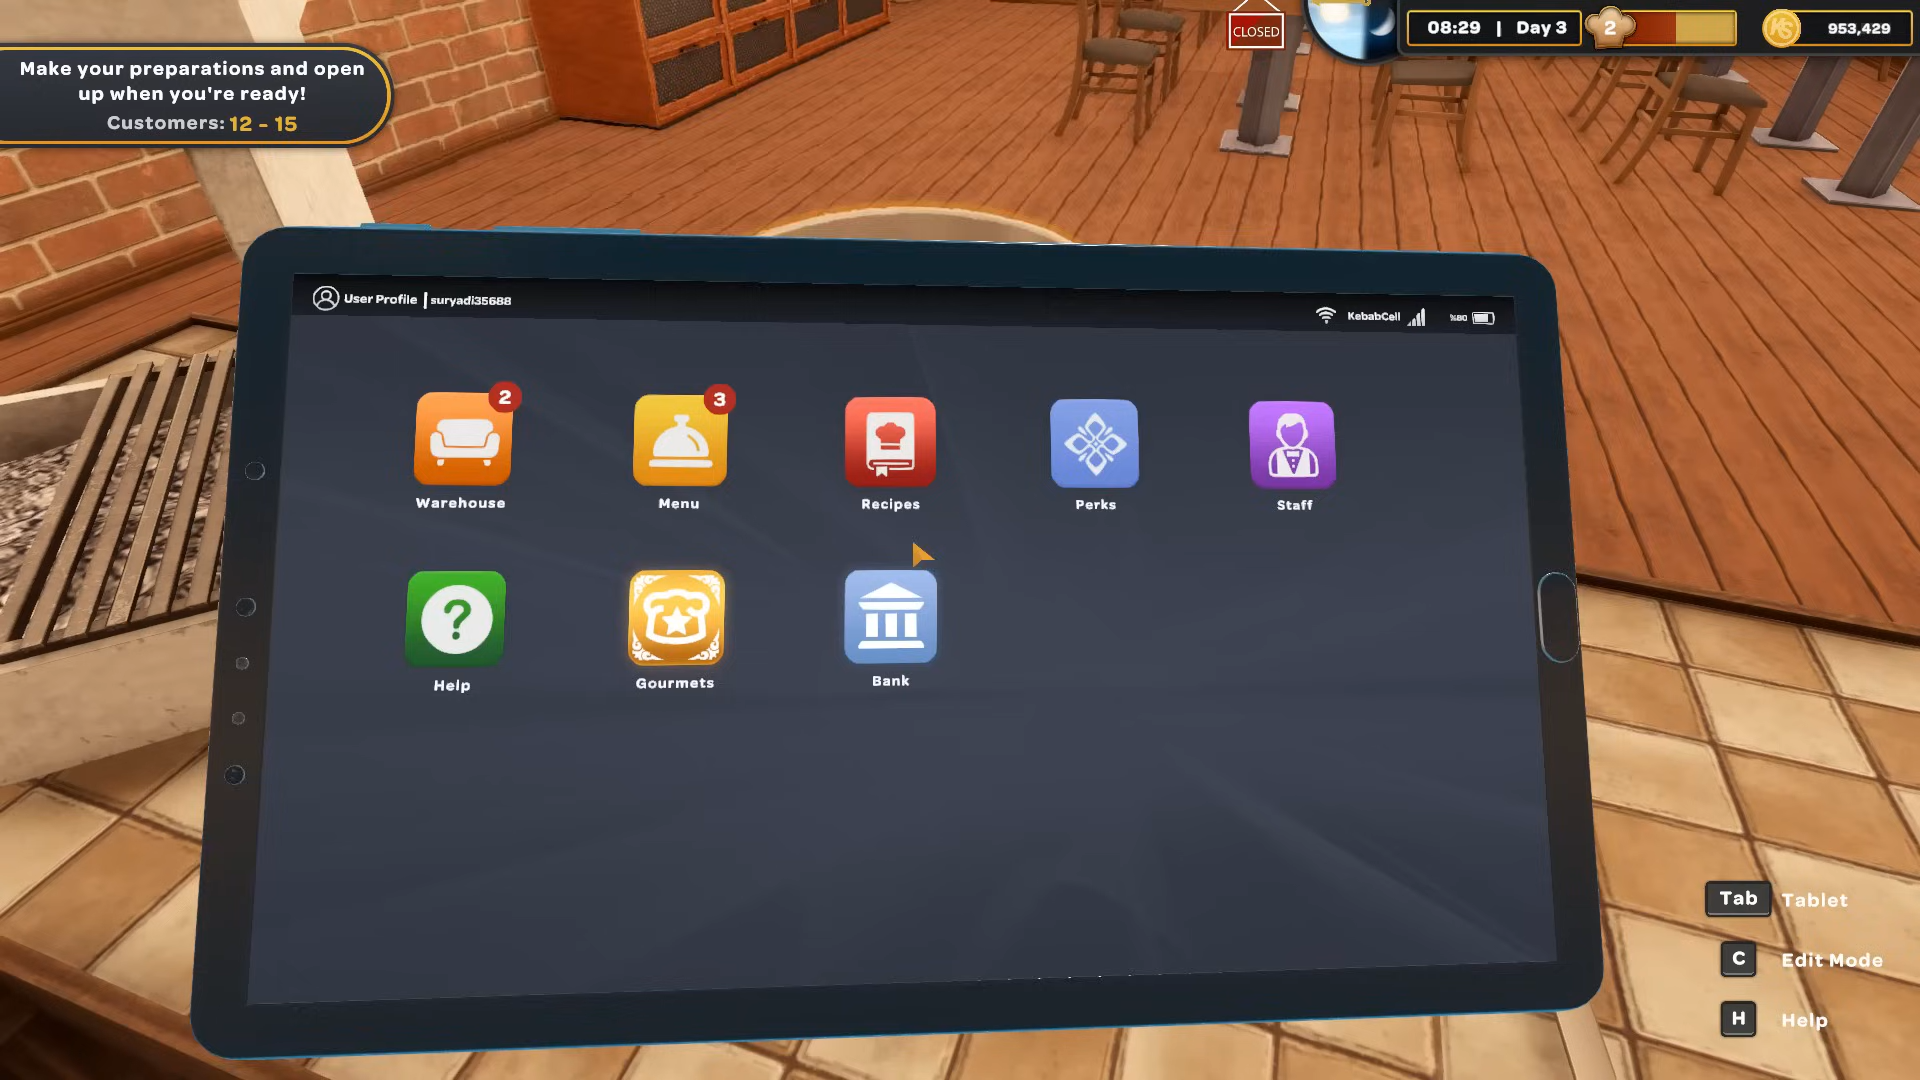 Make your preparations and open
up when you're ready!
Customers: 12 - 15
CLOSED
08:29 | Day 3
2
KS
953,429
User Profile | suryadi35688
KebabCell
%80
2
3
Warehouse
Menu
Recipes
Perks
Staff
?
Help
Gourmets
Bank
Tab Tablet
C Edit Mode
H Help